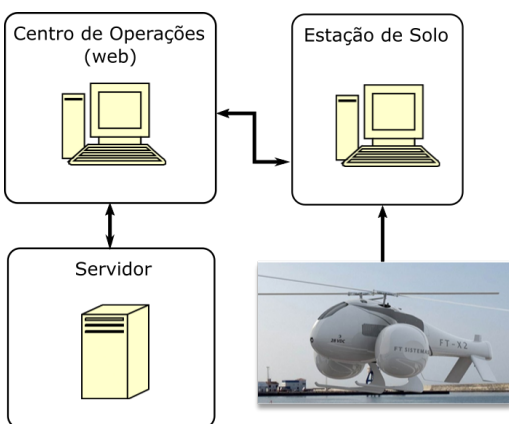 Centro de Operações
(web)
Estação de Solo
Servidor
FT SISTEMAS
FT-X2